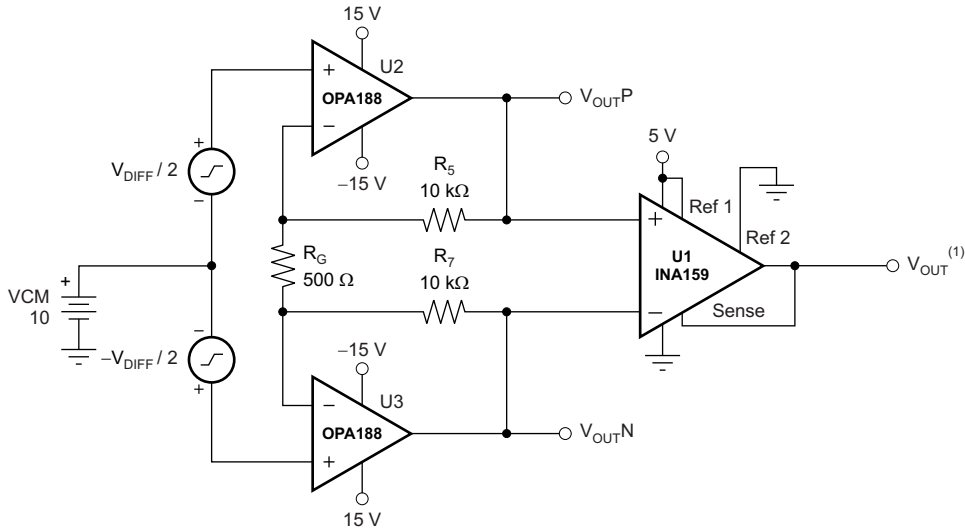 15 V
U2
+
OPA188
−
−15 V
V_OUT P
+
V_DIFF / 2
−
R_5
10 kΩ
5 V
Ref 1
Ref 2
+
U1
INA159
−
Sense
V_OUT (1)
R_G
500 Ω
R_7
10 kΩ
+
VCM
10
−
−V_DIFF / 2
+
−15 V
U3
−
OPA188
+
15 V
V_OUT N